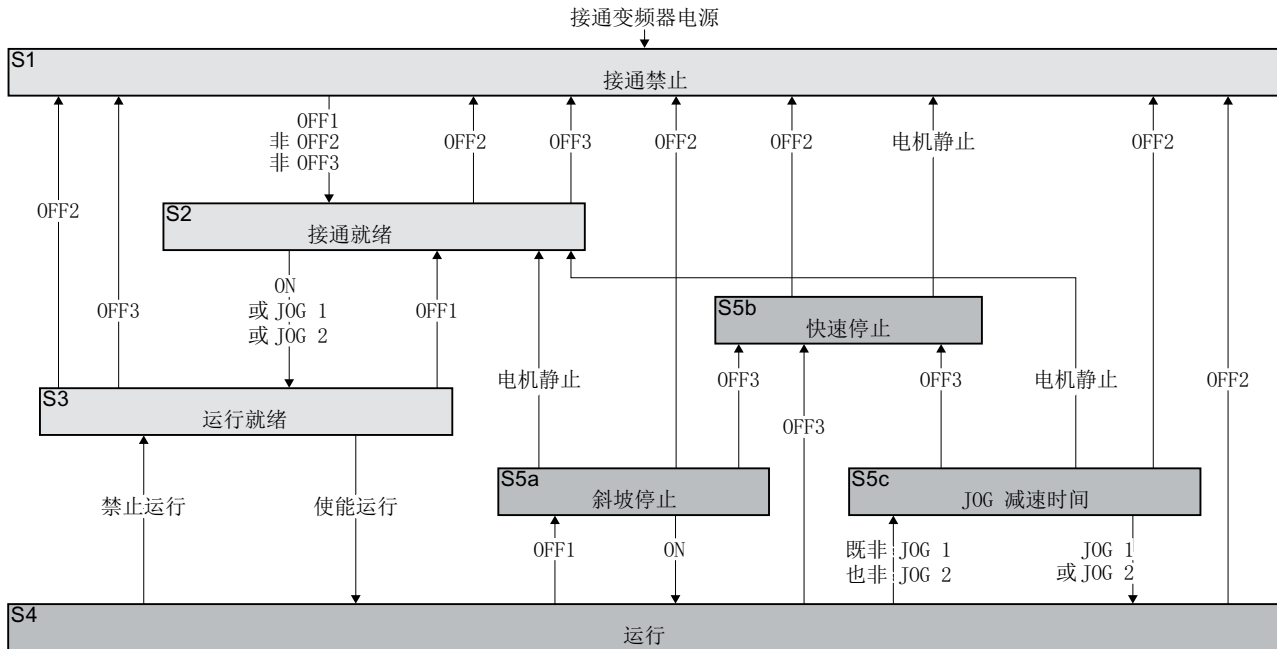 接通变频器电源
S1
接通禁止
OFF1
非 OFF2
非 OFF3
OFF2
OFF3
OFF2
OFF2
电机静止
OFF2
OFF2
S2
接通就绪
OFF3
ON
或 JOG 1
或 JOG 2
OFF1
S5b
快速停止
电机静止
OFF3
OFF3
电机静止
OFF2
S3
运行就绪
OFF3
S5a
斜坡停止
S5c
JOG 减速时间
禁止运行
使能运行
OFF1
ON
既非 JOG 1
也非 JOG 2
JOG 1
或 JOG 2
S4
运行